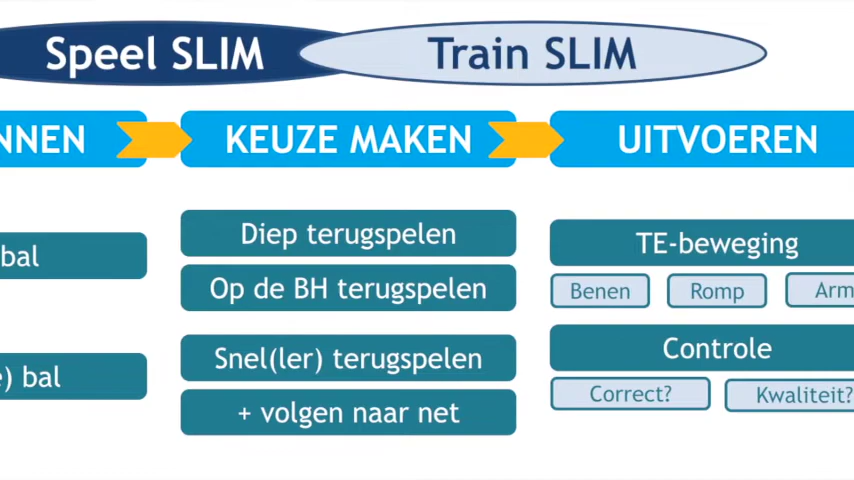 Speel SLIM
Train SLIM
NNEN
KEUZE MAKEN
UITVOEREN
bal
) bal
Diep terugspelen
Op de BH terugspelen
Snel(ler) terugspelen
+ volgen naar net
TE-beweging
Benen
Romp
Arm
Controle
Correct?
Kwaliteit?